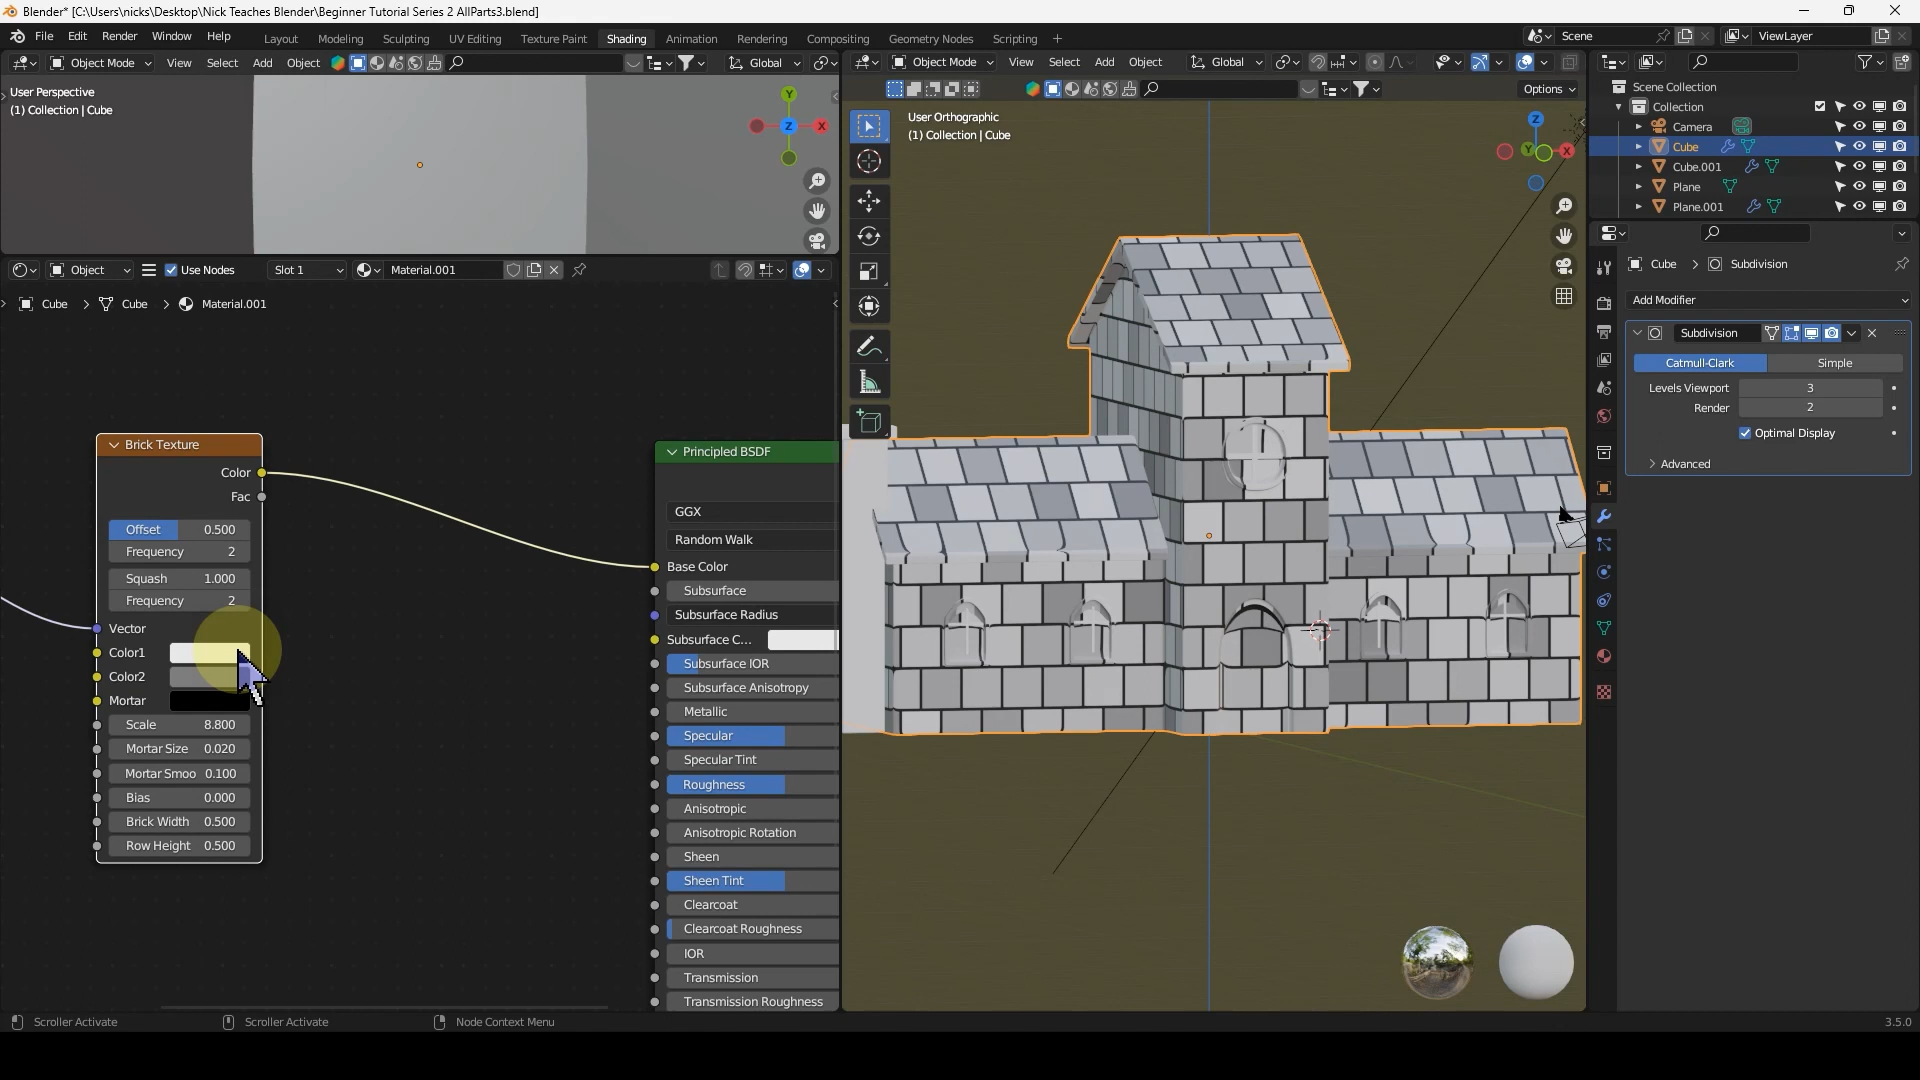 Blender* [C:\Users\nicks\Desktop\Nick Teaches Blender\Beginner Tutorial Series 2 AllParts3.blend]
File Edit Render Window Help Layout Modeling Sculpting UV Editing Texture Paint Shading Animation Rendering Compositing Geometry Nodes Scripting + Scene ViewLayer
Object Mode View Select Add Object Global
User Perspective
(1) Collection | Cube
Y
X
Z
Object Mode View Select Add Object Global
Options
User Orthographic
(1) Collection | Cube
Z
Y
X
Scene Collection
Collection
Camera
Cube
Cube.001
Plane
Plane.001
Cube > Subdivision
Add Modifier
Subdivision
Catmull-Clark Simple
Levels Viewport 3
Render 2
Optimal Display
Advanced
Object Use Nodes Slot 1 Material.001
Cube > Cube > Material.001
Brick Texture
Color
Fac
Offset 0.500
Frequency 2
Squash 1.000
Frequency 2
Vector
Color1
Color2
Mortar
Scale 8.800
Mortar Size 0.020
Mortar Smoo 0.100
Bias 0.000
Brick Width 0.500
Row Height 0.500
Principled BSDF
GGX
Random Walk
Base Color
Subsurface
Subsurface Radius
Subsurface C...
Subsurface IOR
Subsurface Anisotropy
Metallic
Specular
Specular Tint
Roughness
Anisotropic
Anisotropic Rotation
Sheen
Sheen Tint
Clearcoat
Clearcoat Roughness
IOR
Transmission
Transmission Roughness
Scroller Activate Scroller Activate Node Context Menu 3.5.0